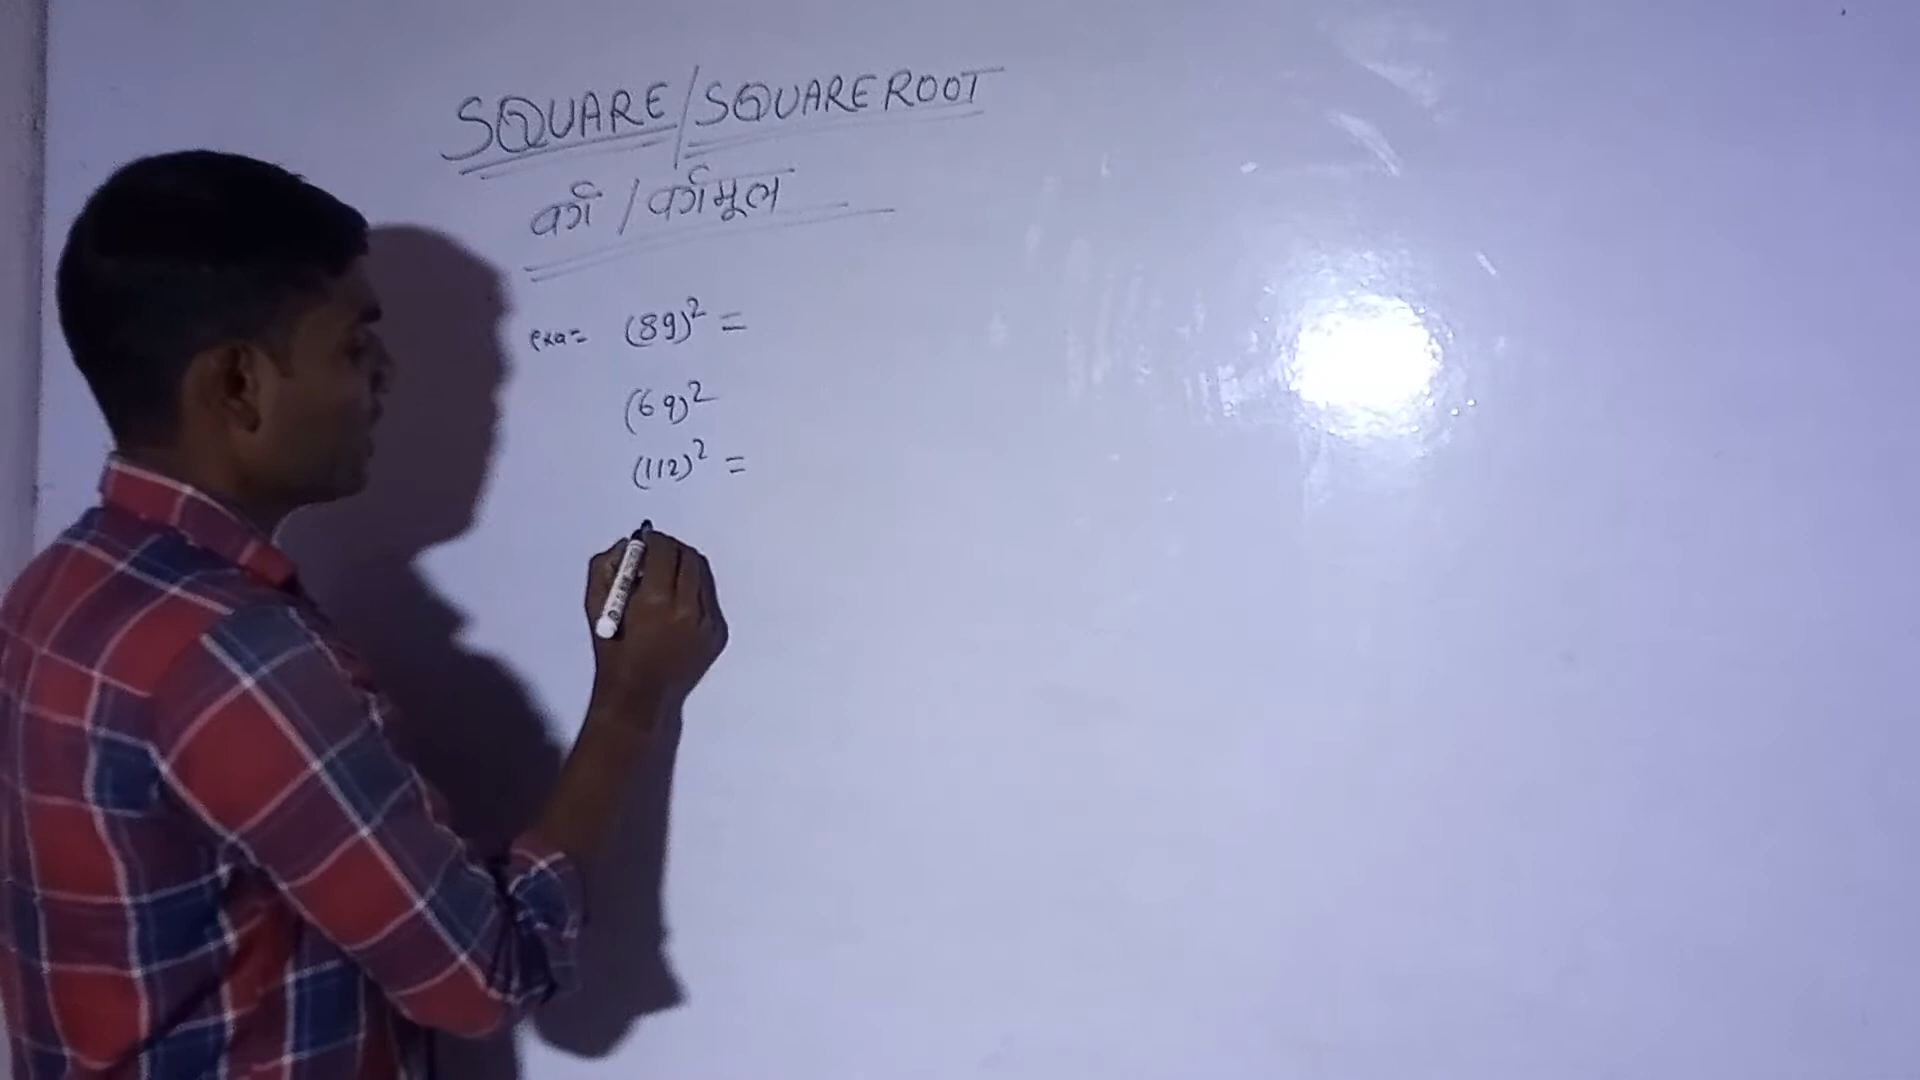 SQUARE/SQUARE ROOT
वर्ग / वर्गमूल
exa= (89)² =
(69)²
(112)² =